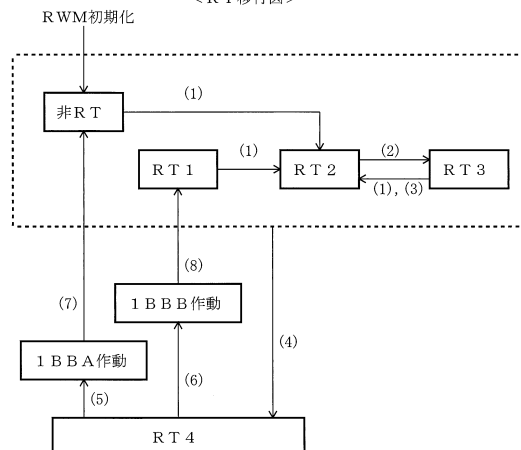 <RT移行図>
RWM初期化
(1)
非RT
(1)
(2)
RT1
RT2
RT3
(1),(3)
(8)
(7)
1BBB作動
(4)
1BBA作動
(6)
(5)
RT4